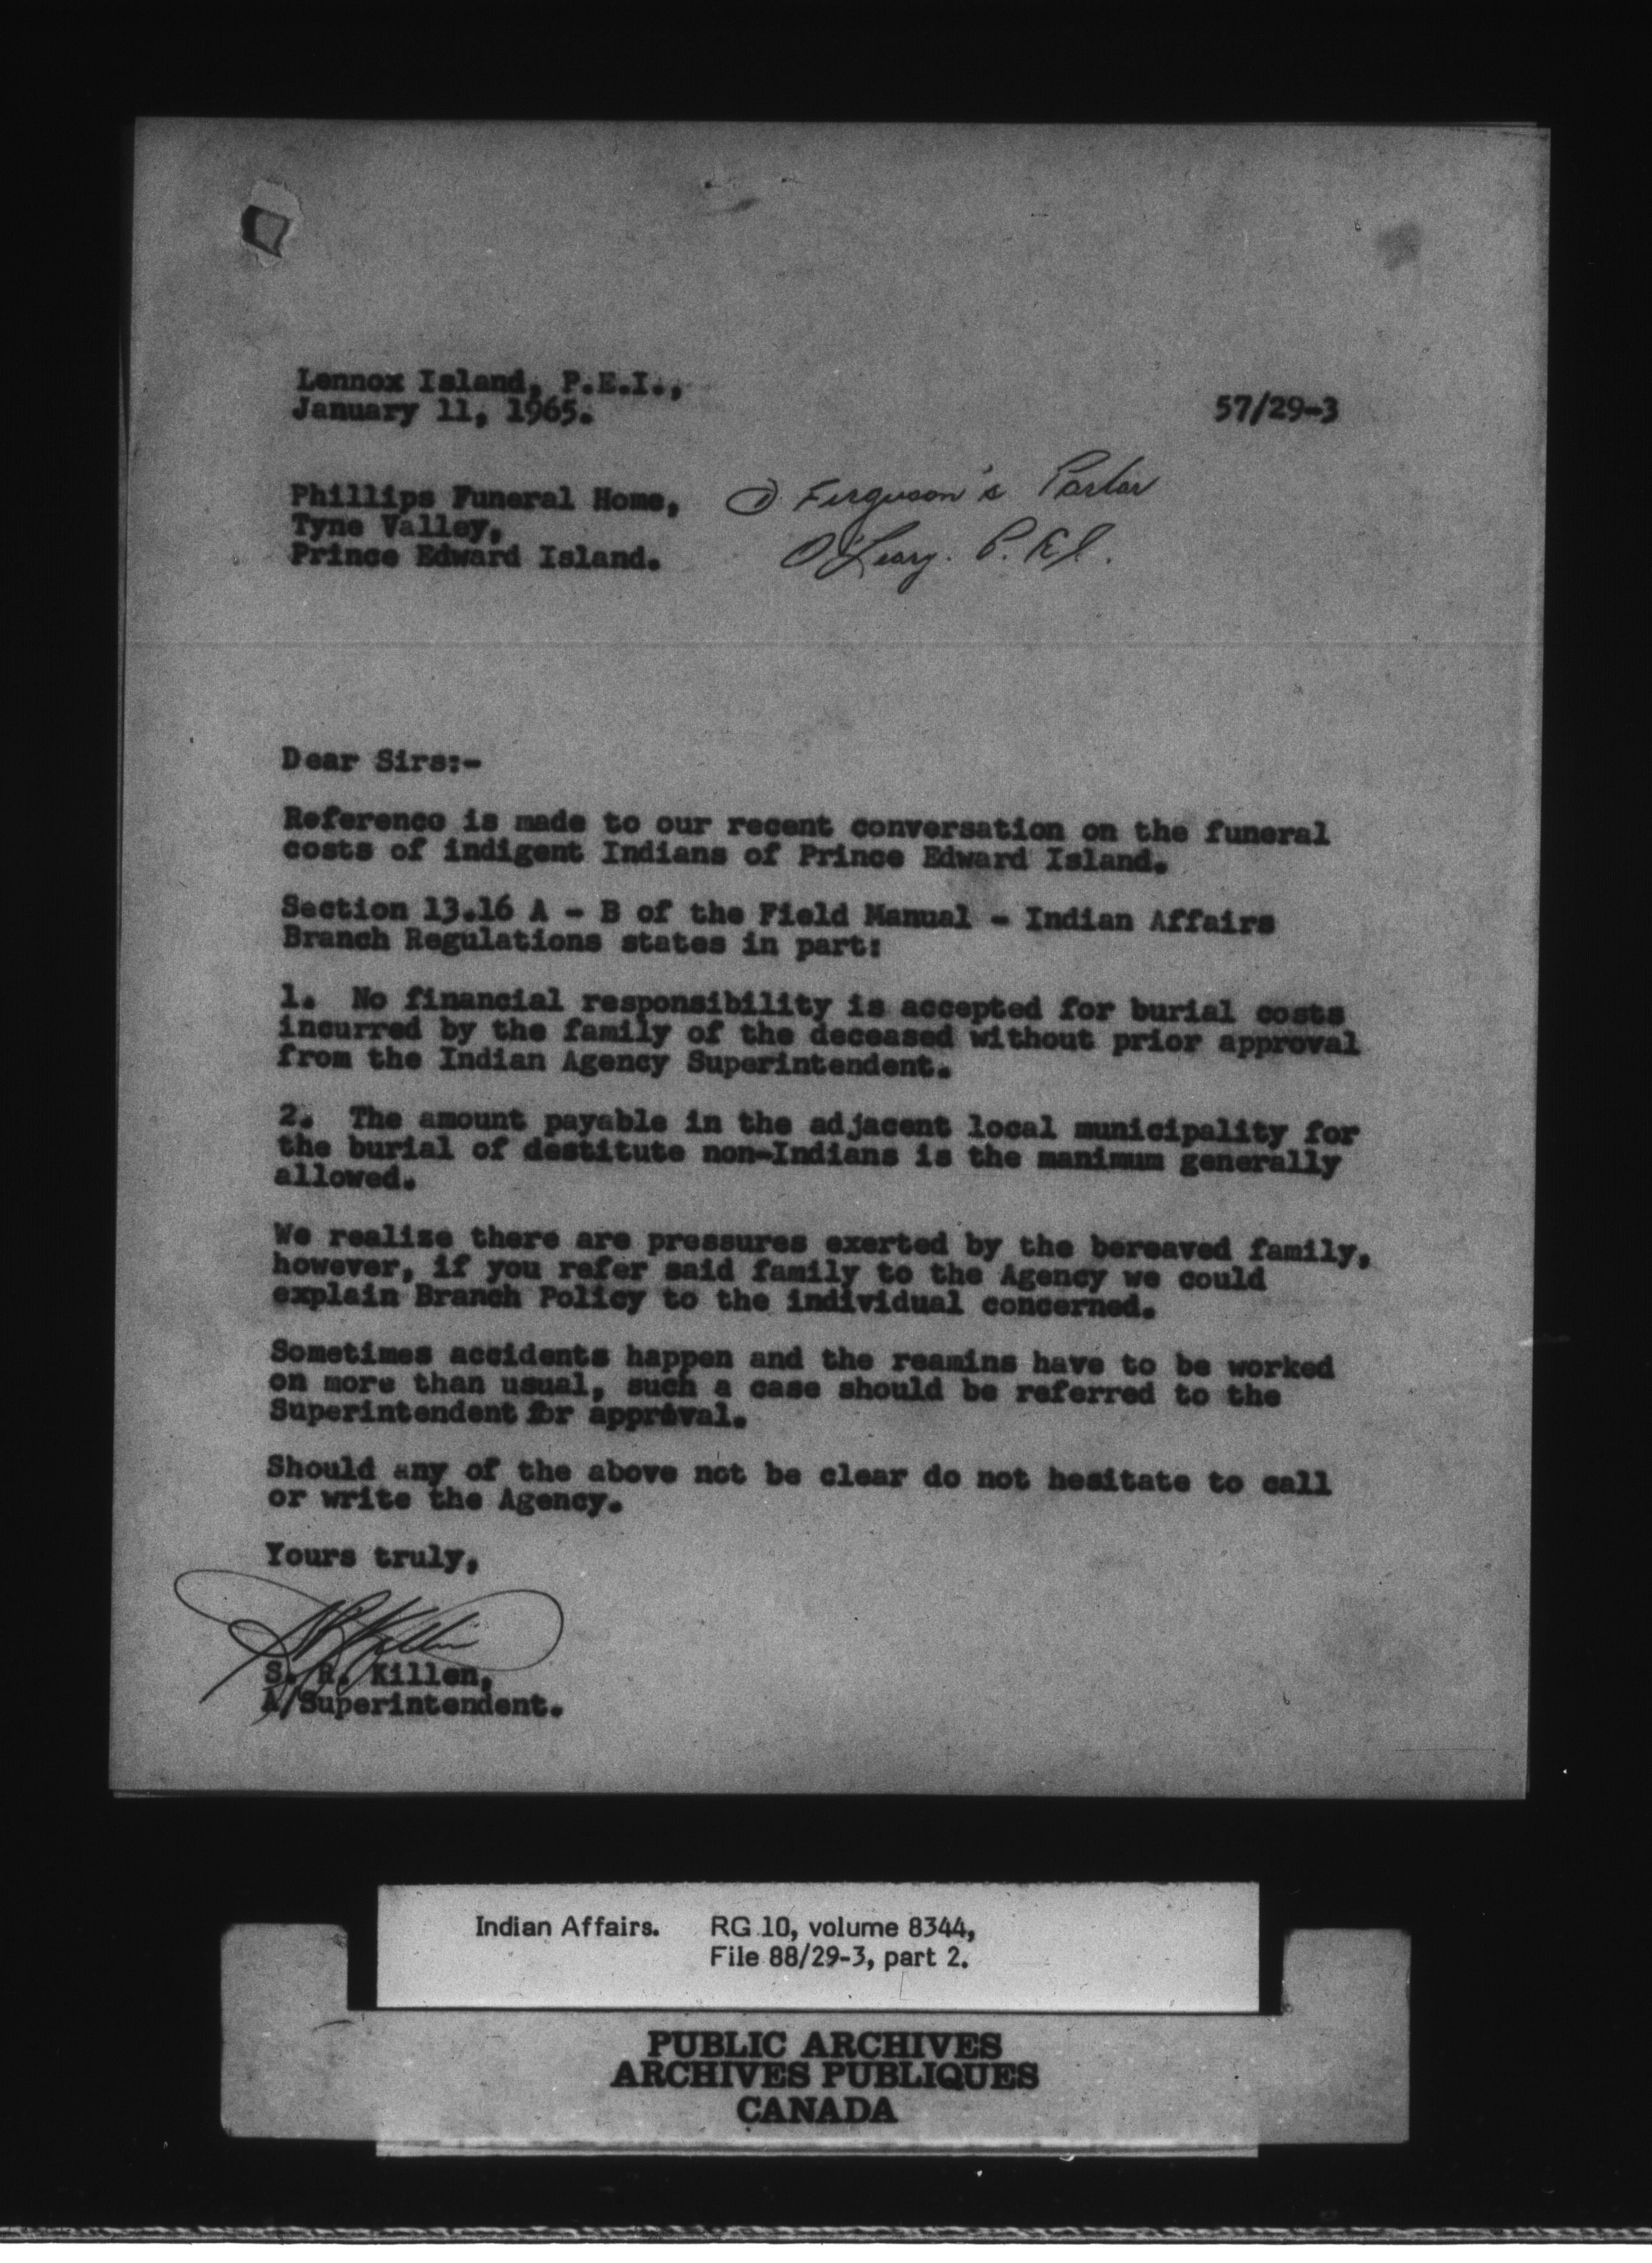 Lennox Island, P.E.I.,
January 11, 1965.
57/29-3
Phillips Funeral Home,
Tyne Valley,
Prince Edward Island.
Ferguson's Parlor
O'Leary. P.E.I.
Dear Sirs:-
Reference is made to our recent conversation on the funeral
costs of indigent Indians of Prince Edward Island.
Section 13.16 A - B of the Field Manual - Indian Affairs
Branch Regulations states in part:
1. No financial responsibility is accepted for burial costs
incurred by the family of the deceased without prior approval
from the Indian Agency Superintendent.
2. The amount payable in the adjacent local municipality for
the burial of destitute non-Indians is the manimum generally
allowed.
We realize there are pressures exerted by the bereaved family,
however, if you refer said family to the Agency we could
explain Branch Policy to the individual concerned.
Sometimes accidents happen and the reamins have to be worked
on more than usual, such a case should be referred to the
Superintendent for approval.
Should any of the above not be clear do not hesitate to call
or write the Agency.
Yours truly,
S. R. Killen,
A/Superintendent.
Indian Affairs. RG 10, volume 8344,
File 88/29-3, part 2.
PUBLIC ARCHIVES
ARCHIVES PUBLIQUES
CANADA